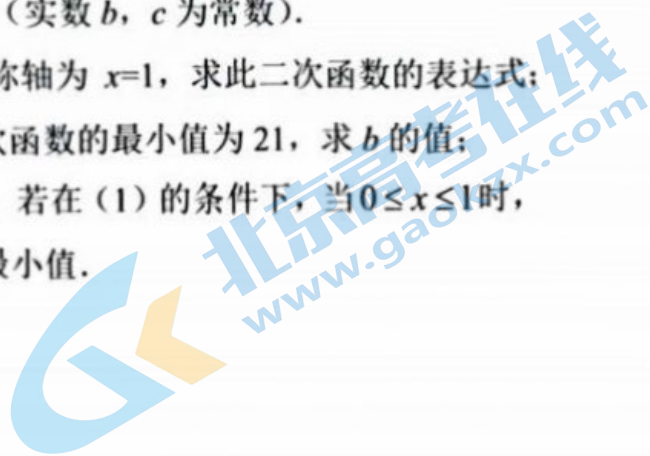 （实数 b，c 为常数）.
称轴为 x=1，求此二次函数的表达式；
次函数的最小值为 21，求 b 的值；
若在（1）的条件下，当 0≤x≤1时，
最小值.
北京高考在线
www.gaokzx.com